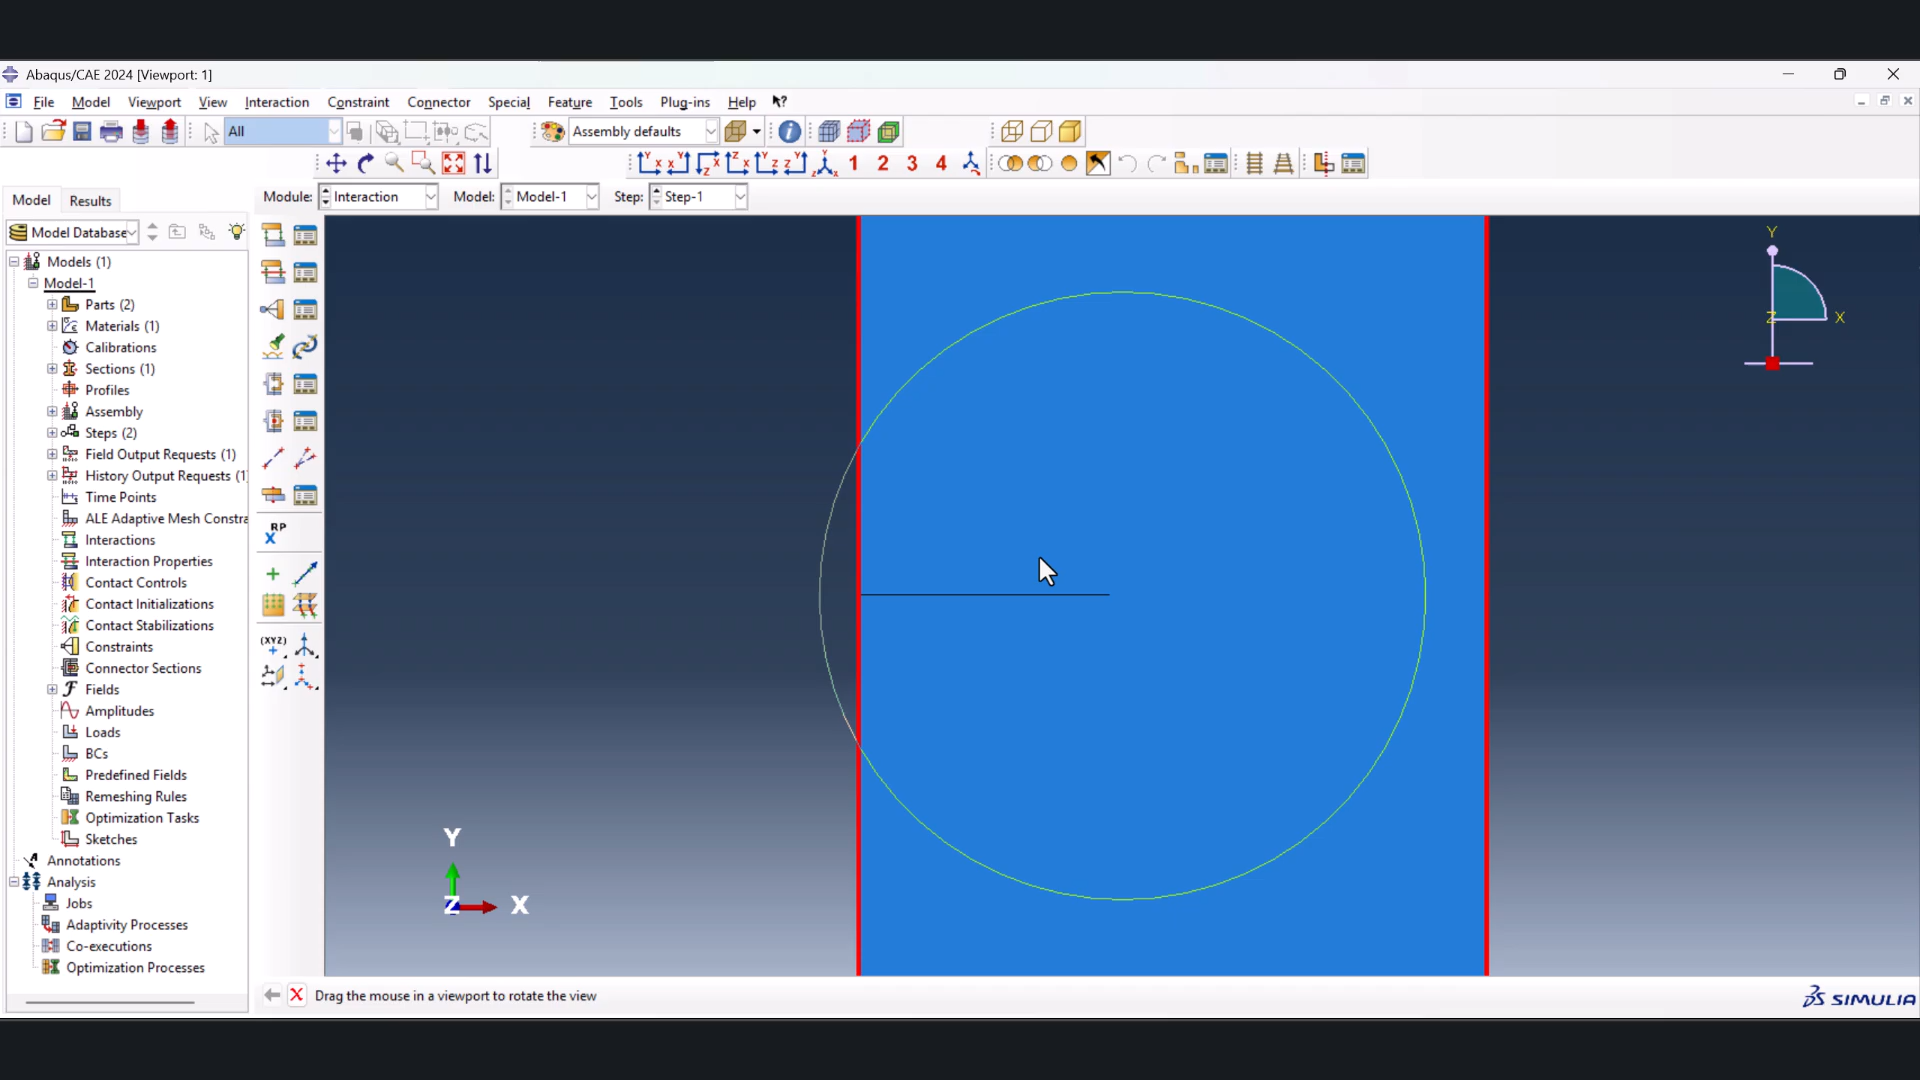 Abaqus/CAE 2024 [Viewport: 1]
File Model Viewport View Interaction Constraint Connector Special Feature Tools Plug-ins Help
All Assembly defaults
1 2 3 4
Model Results
Module: Interaction Model: Model-1 Step: Step-1
Model Database
Models (1)
Model-1
Parts (2)
Materials (1)
Calibrations
Sections (1)
Profiles
Assembly
Steps (2)
Field Output Requests (1)
History Output Requests (1
Time Points
ALE Adaptive Mesh Constra
Interactions
Interaction Properties
Contact Controls
Contact Initializations
Contact Stabilizations
Constraints
Connector Sections
Fields
Amplitudes
Loads
BCs
Predefined Fields
Remeshing Rules
Optimization Tasks
Sketches
Annotations
Analysis
Jobs
Adaptivity Processes
Co-executions
Optimization Processes
RP
(XYZ)
Y
Z X
Y
Z X
Drag the mouse in a viewport to rotate the view
SIMULIA